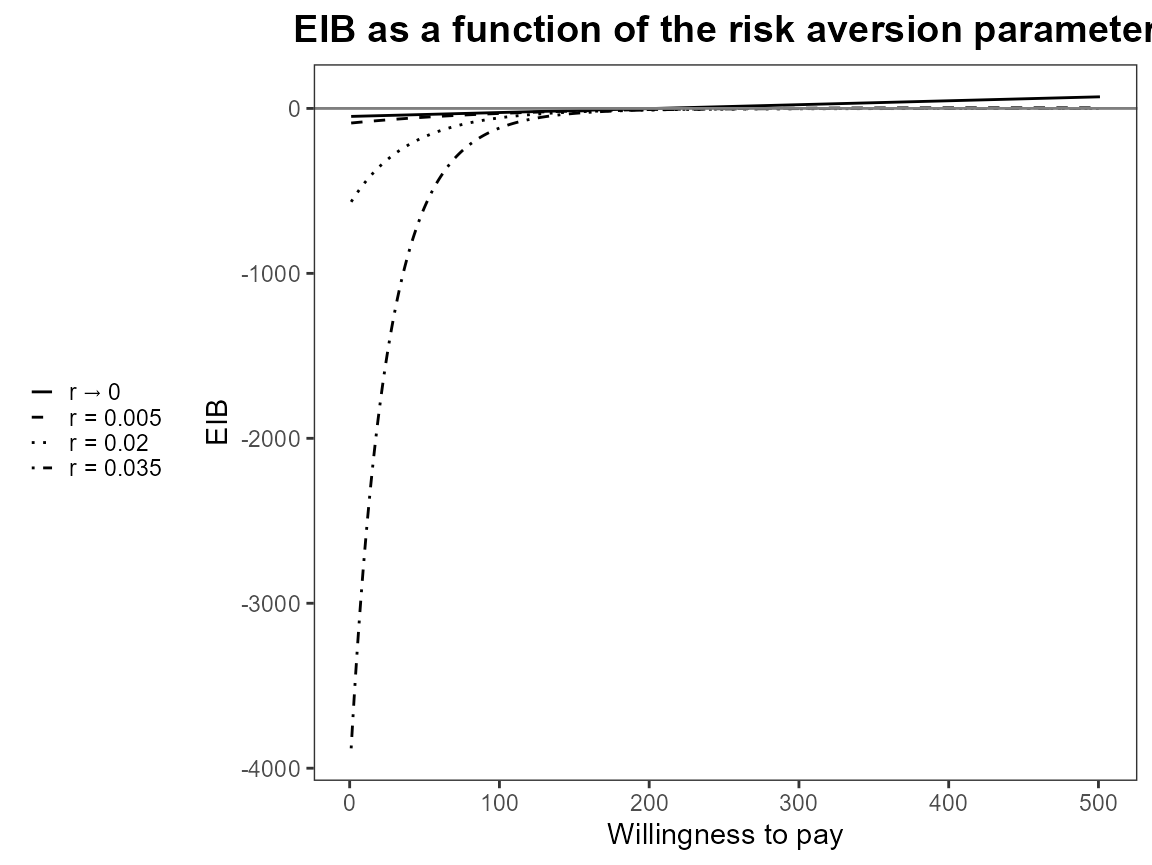 EIB as a function of the risk aversion parameter
r → 0
r = 0.005
r = 0.02
r = 0.035
EIB
0
-1000
-2000
-3000
-4000
0 100 200 300 400 500
Willingness to pay